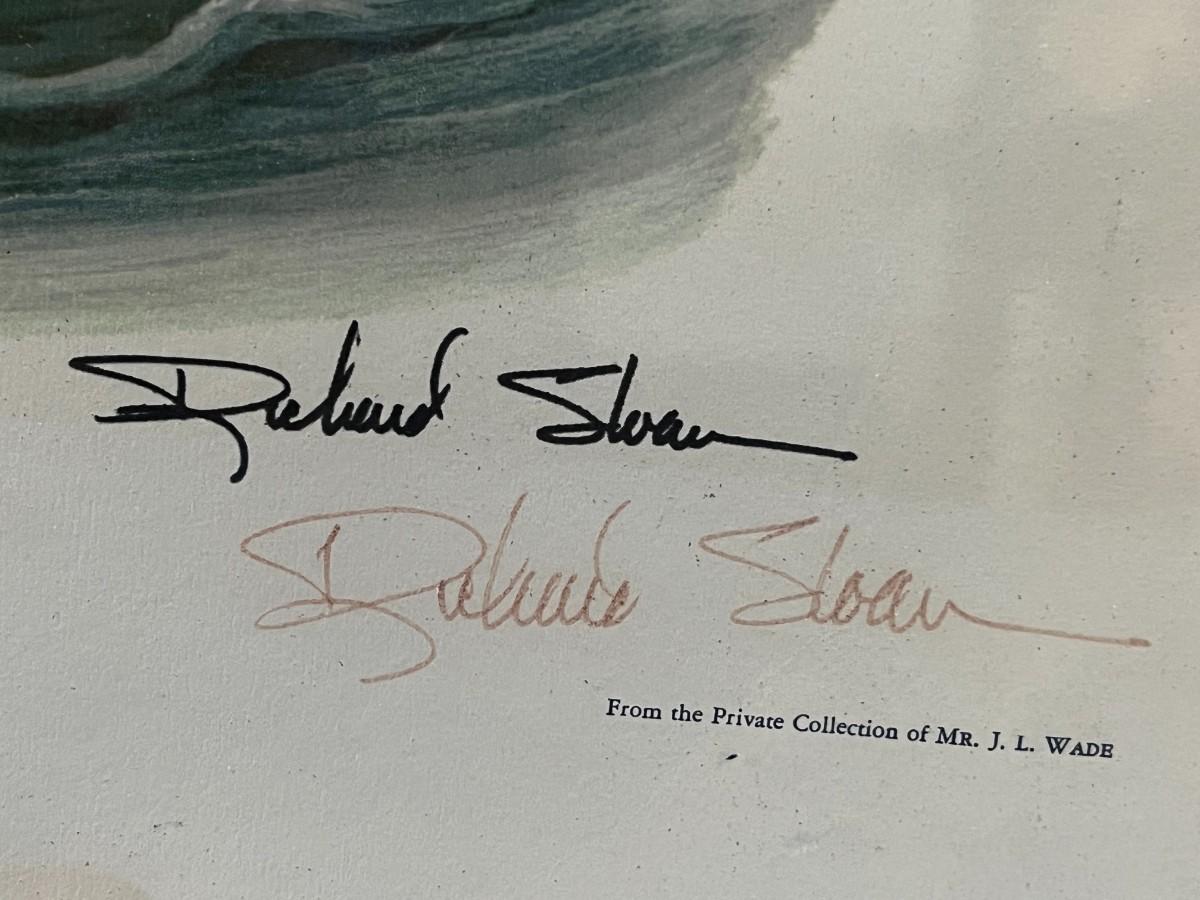 Richard Sloan
Richard Sloan
From the Private Collection of MR. J. L. WADE